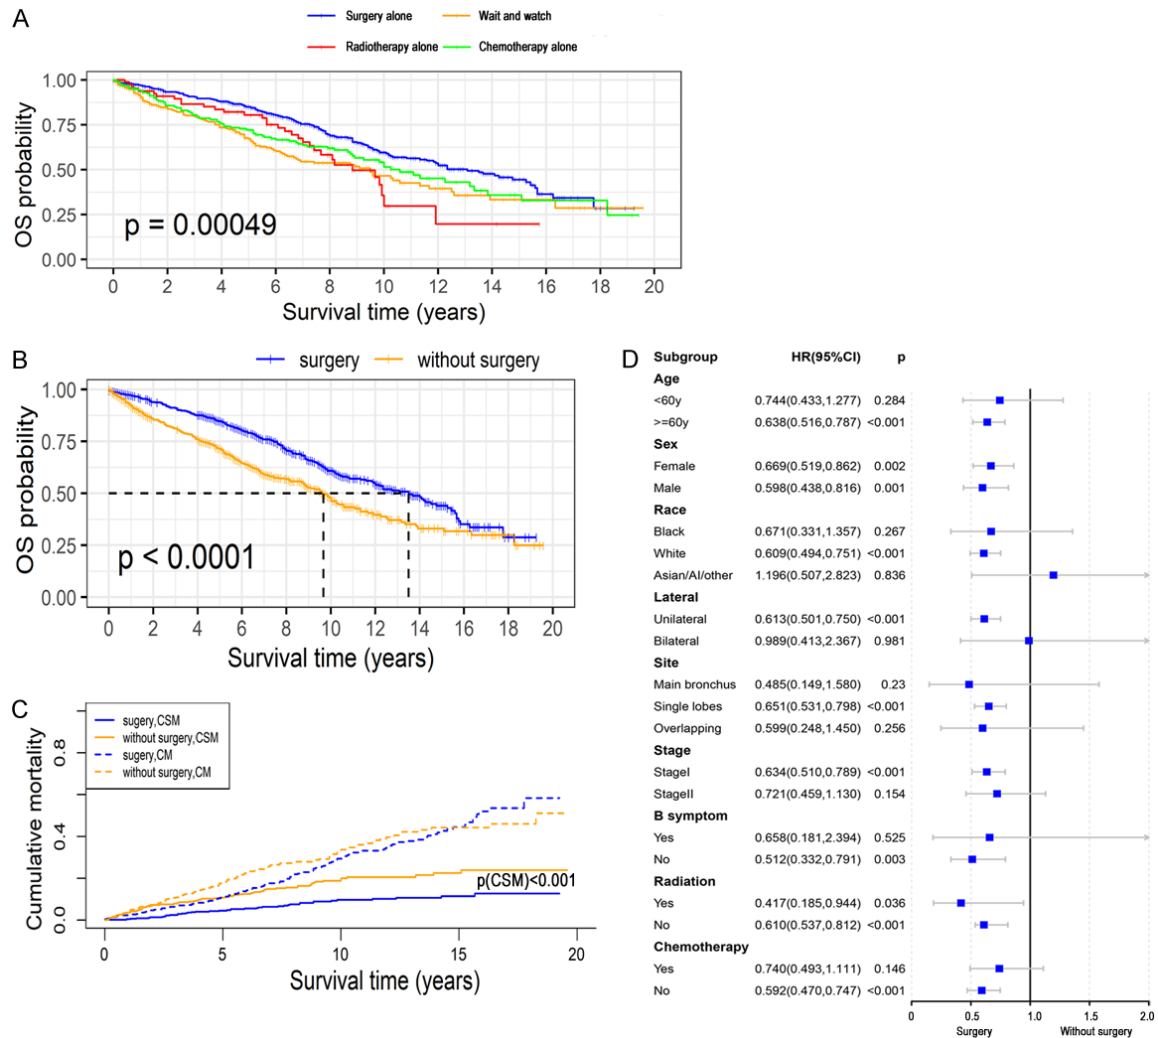 A
Surgery alone
Wait and watch
Radiotherapy alone
Chemotherapy alone
OS probability
1.00
0.75
0.50
0.25
0.00
p = 0.00049
0 2 4 6 8 10 12 14 16 18 20
Survival time (years)
B
surgery
without surgery
OS probability
1.00
0.75
0.50
0.25
0.00
p < 0.0001
0 2 4 6 8 10 12 14 16 18 20
Survival time (years)
C
sugery,CSM
without surgery,CSM
sugery,CM
without surgery,CM
Cumulative mortality
0.8
0.4
0.0
p(CSM)<0.001
0 5 10 15 20
Survival time (years)
D
Subgroup HR(95%CI) p
Age
<60y 0.744(0.433,1.277) 0.284
>=60y 0.638(0.516,0.787) <0.001
Sex
Female 0.669(0.519,0.862) 0.002
Male 0.598(0.438,0.816) 0.001
Race
Black 0.671(0.331,1.357) 0.267
White 0.609(0.494,0.751) <0.001
Asian/AI/other 1.196(0.507,2.823) 0.836
Lateral
Unilateral 0.613(0.501,0.750) <0.001
Bilateral 0.989(0.413,2.367) 0.981
Site
Main bronchus 0.485(0.149,1.580) 0.23
Single lobes 0.651(0.531,0.798) <0.001
Overlapping 0.599(0.248,1.450) 0.256
Stage
StageI 0.634(0.510,0.789) <0.001
StageII 0.721(0.459,1.130) 0.154
B symptom
Yes 0.658(0.181,2.394) 0.525
No 0.512(0.332,0.791) 0.003
Radiation
Yes 0.417(0.185,0.944) 0.036
No 0.610(0.537,0.812) <0.001
Chemotherapy
Yes 0.740(0.493,1.111) 0.146
No 0.592(0.470,0.747) <0.001
0 0.5 1.0 1.5 2.0
Surgery Without surgery